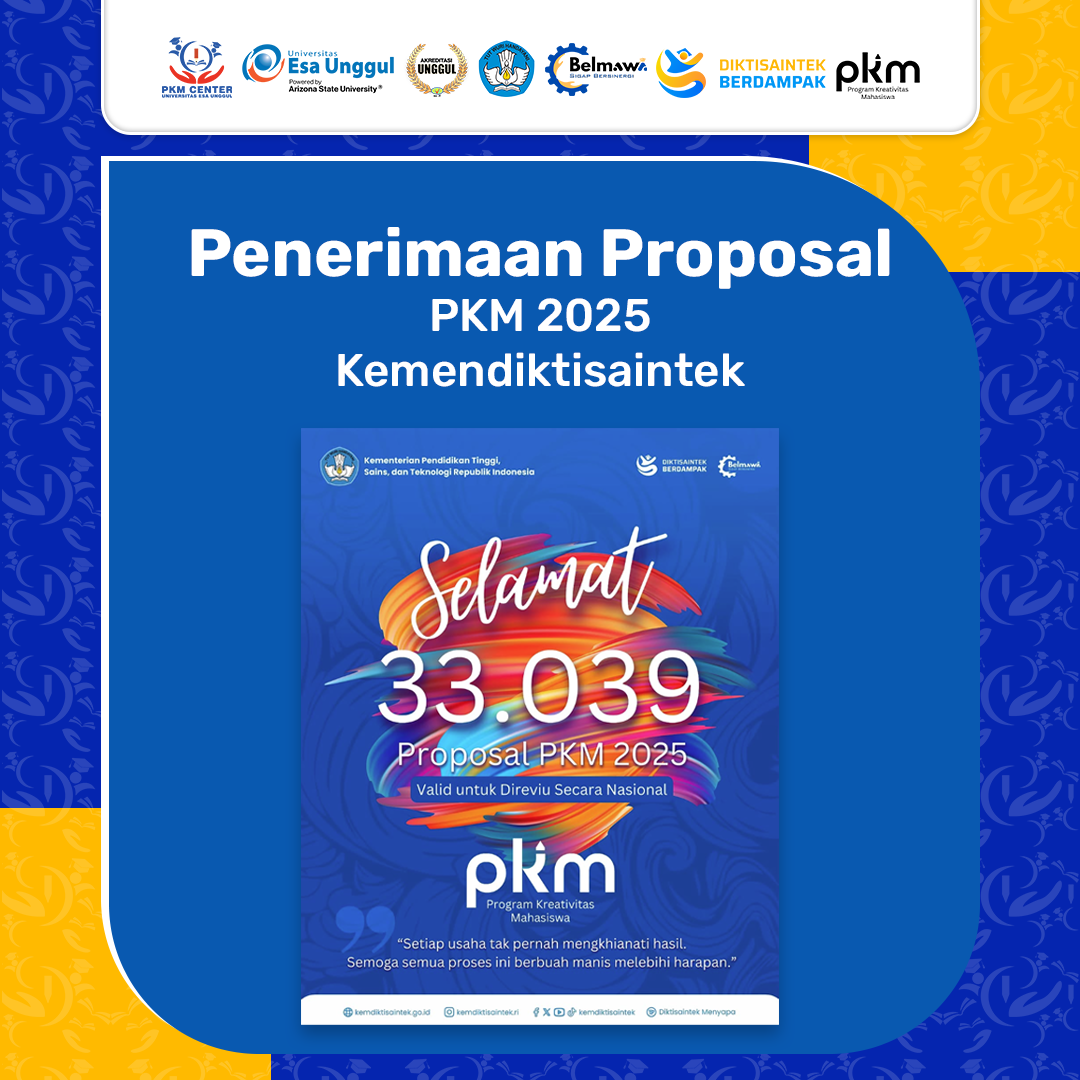 PKM CENTER
UNIVERSITAS ESA UNGGUL
Universitas
Esa Unggul
Powered by
Arizona State University®
AKREDITASI
UNGGUL
TUT WURI HANDAYANI
Belmawa
SIGAP BERSINERGI
DIKTISAINTEK
BERDAMPAK
pkm
Program Kreativitas
Mahasiswa
Penerimaan Proposal
PKM 2025
Kemendiktisaintek
Kementerian Pendidikan Tinggi,
Sains, dan Teknologi Republik Indonesia
DIKTISAINTEK
BERDAMPAK
Belmawa
Selamat
33.039
Proposal PKM 2025
Valid untuk Direviu Secara Nasional
pkm
Program Kreativitas
Mahasiswa
“Setiap usaha tak pernah mengkhianati hasil.
Semoga semua proses ini berbuah manis melebihi harapan.”
kemdiktisaintek.go.id kemdiktisaintek.ri kemdiktisaintek Diktisaintek Menyapa